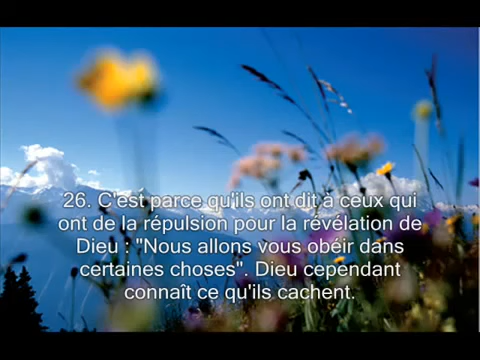 26. C'est parce qu'ils ont dit à ceux qui
ont de la répulsion pour la révélation de
Dieu : "Nous allons vous obéir dans
certaines choses". Dieu cependant
connaît ce qu'ils cachent.